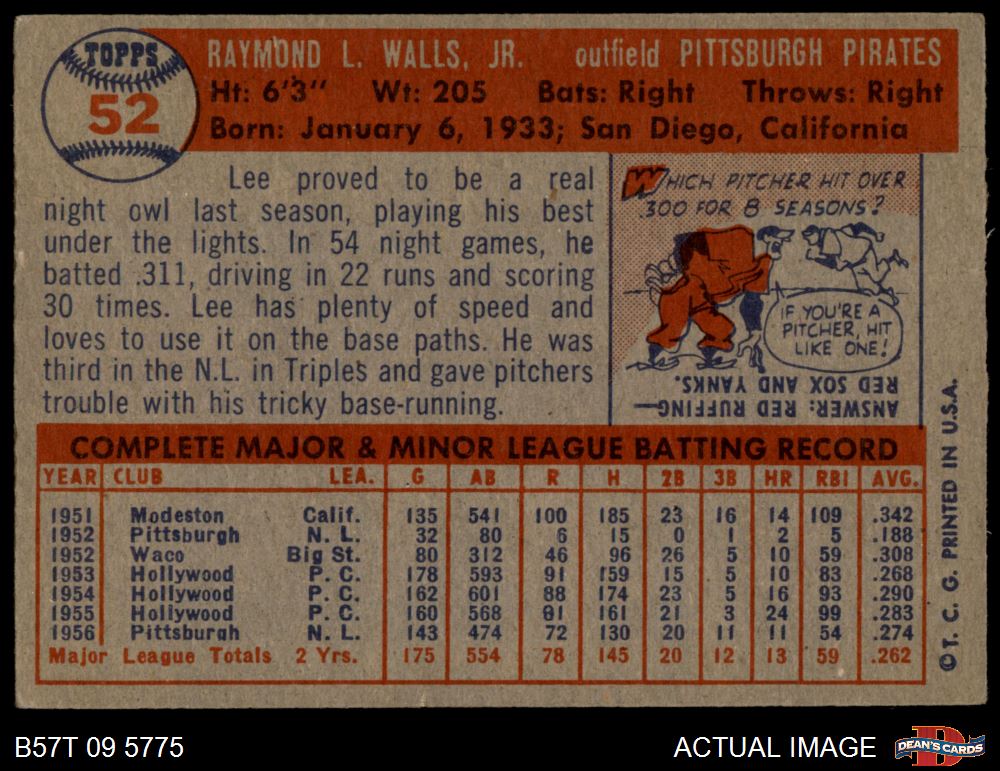 TOPPS
52
RAYMOND L. WALLS, JR. outfield PITTSBURGH PIRATES
Ht: 6'3" Wt: 205 Bats: Right Throws: Right
Born: January 6, 1933; San Diego, California
Lee proved to be a real
night owl last season, playing his best
under the lights. In 54 night games, he
batted .311, driving in 22 runs and scoring
30 times. Lee has plenty of speed and
loves to use it on the base paths. He was
third in the N.L. in Triples and gave pitchers
trouble with his tricky base-running.
WHICH PITCHER HIT OVER
.300 FOR 8 SEASONS?
IF YOU'RE A
PITCHER, HIT
LIKE ONE!
ANSWER: RED RUFFING—
RED SOX AND YANKS.
COMPLETE MAJOR & MINOR LEAGUE BATTING RECORD
YEAR CLUB LEA. G AB R H 2B 3B HR RBI AVG.
1951 Modeston Calif. 135 541 100 185 23 16 14 109 .342
1952 Pittsburgh N. L. 32 80 6 15 0 1 2 5 .188
1952 Waco Big St. 80 312 46 96 26 5 10 59 .308
1953 Hollywood P. C. 178 593 91 159 15 5 10 83 .268
1954 Hollywood P. C. 162 601 88 174 23 5 16 93 .290
1955 Hollywood P. C. 160 568 91 161 21 3 24 99 .283
1956 Pittsburgh N. L. 143 474 72 130 20 11 11 54 .274
Major League Totals 2 Yrs. 175 554 78 145 20 12 13 59 .262
©T. C. G. PRINTED IN U.S.A.
B57T 09 5775
ACTUAL IMAGE
DEAN'S CARDS